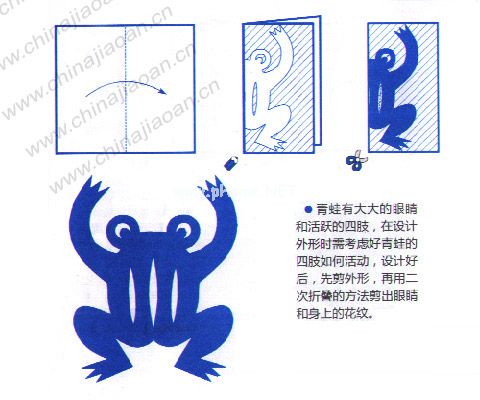 www.chinajiaoan.cn
www.chinajiaoan.cn
www.chinajiaoan.cn
● 青蛙有大大的眼睛
和活跃的四肢，在设计
外形时需考虑好青蛙的
四肢如何活动，设计好
后，先剪外形，再用二
次折叠的方法剪出眼睛
和身上的花纹。